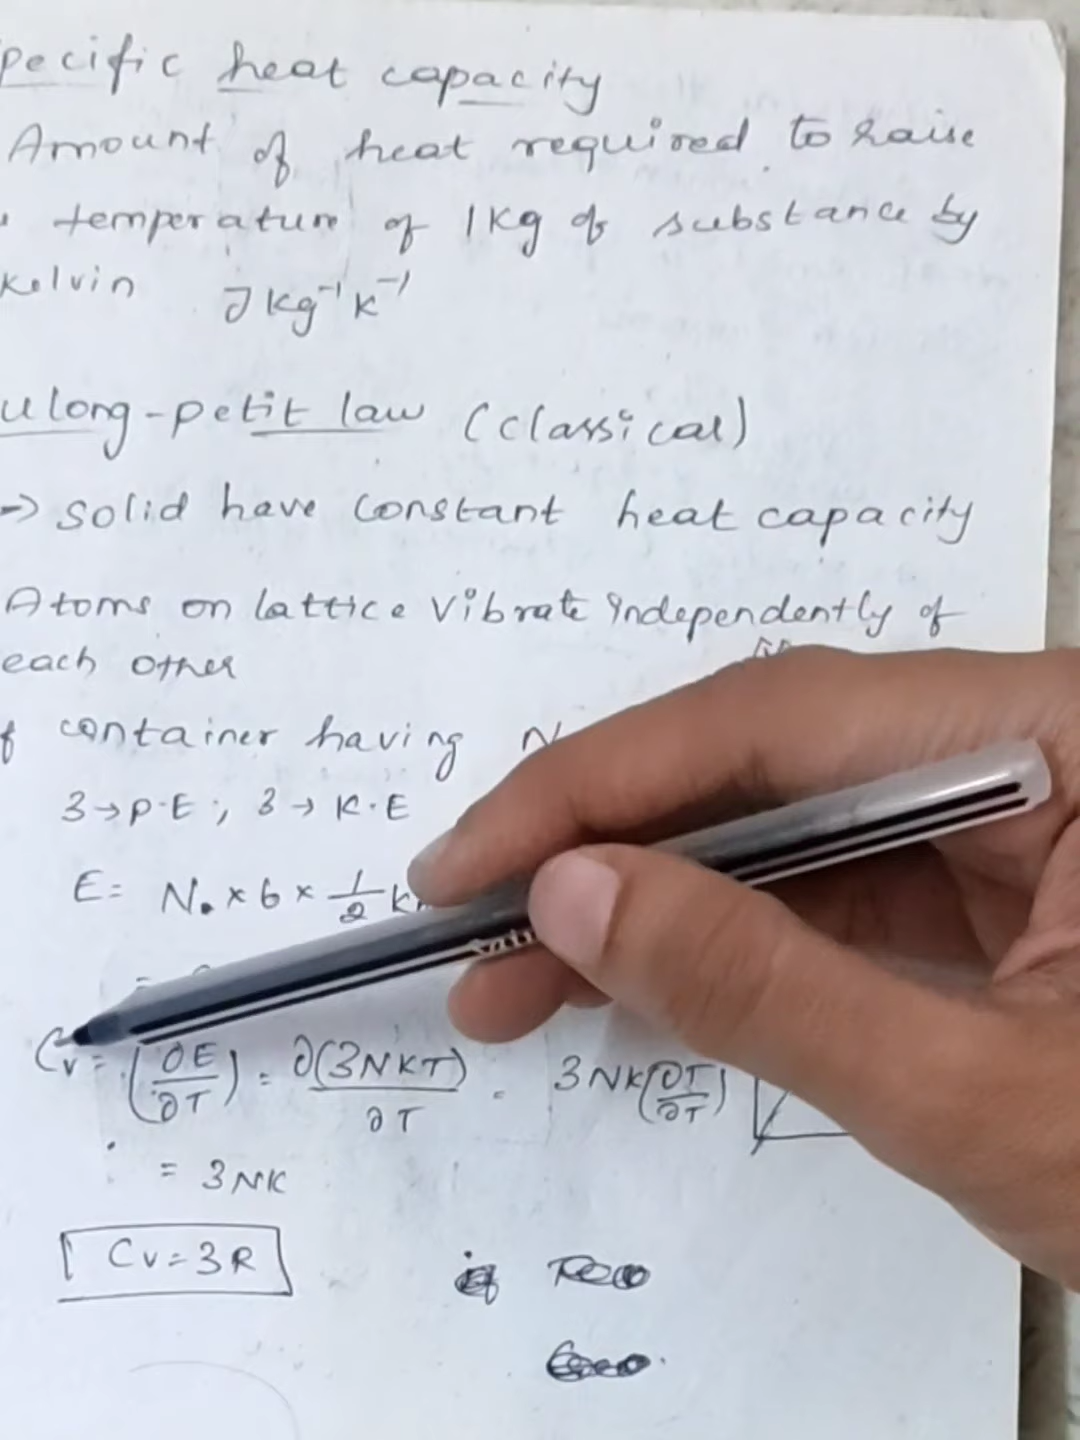 pecific heat capacity
Amount of heat required to raise
temperature of 1kg of substance by
kelvin J kg⁻¹ K⁻¹
ulong-petit law (classical)
→ solid have constant heat capacity
Atoms on lattice vibrate independently of
each other
f container having N
3→P.E ; 3→ K.E
E= N₀ × 6 × 1/2 k
Cv = (∂E/∂T) = ∂(3NKT)/∂T = 3NK(∂T/∂T)
= 3NK
Cv=3R